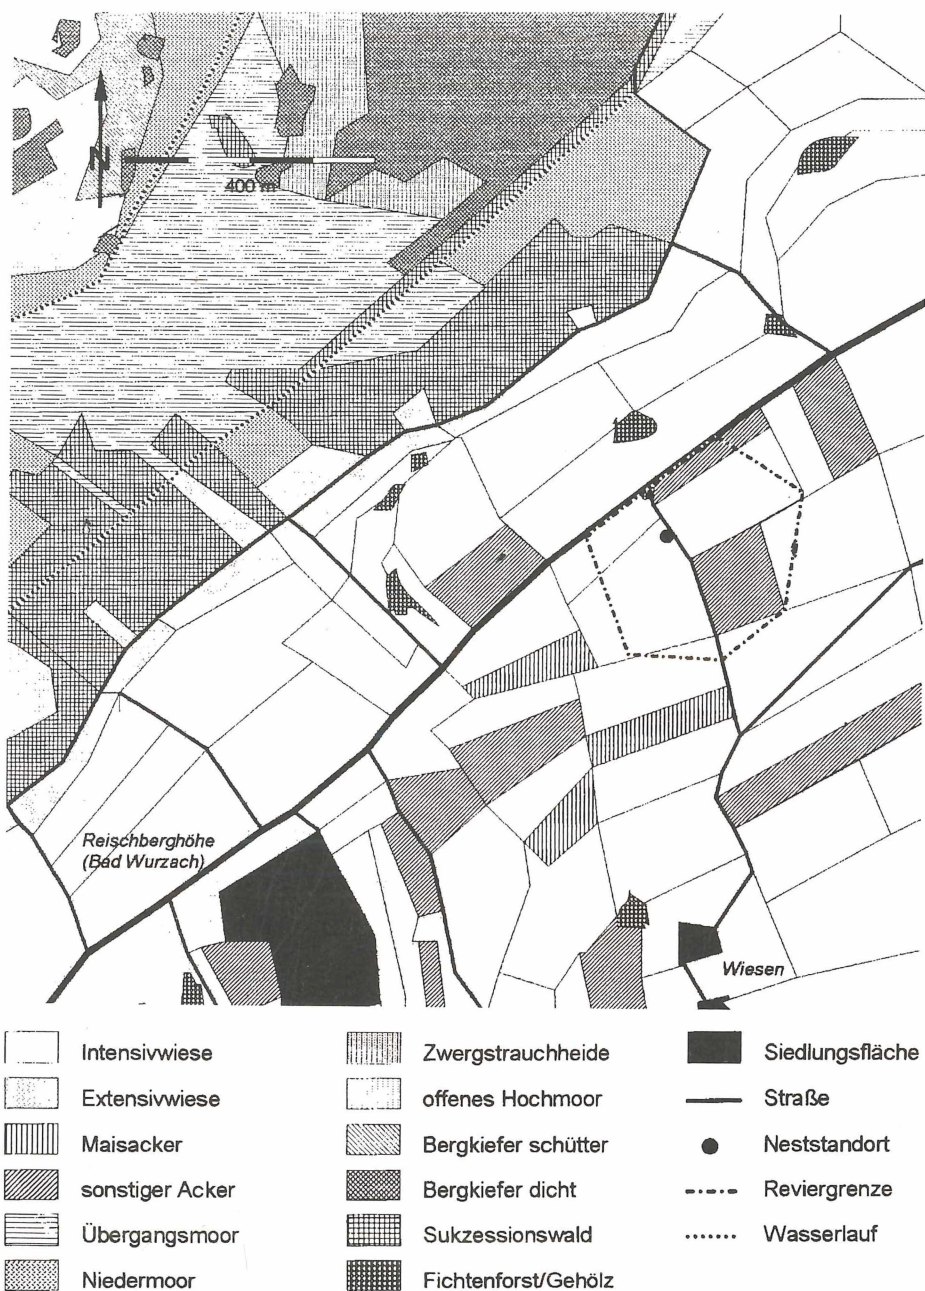 N
400 m
Reischberghöhe
(Bad Wurzach)
Wiesen
Intensivwiese
Extensivwiese
Maisacker
sonstiger Acker
Übergangsmoor
Niedermoor
Zwergstrauchheide
offenes Hochmoor
Bergkiefer schütter
Bergkiefer dicht
Sukzessionswald
Fichtenforst/Gehölz
Siedlungsfläche
Straße
Neststandort
Reviergrenze
Wasserlauf